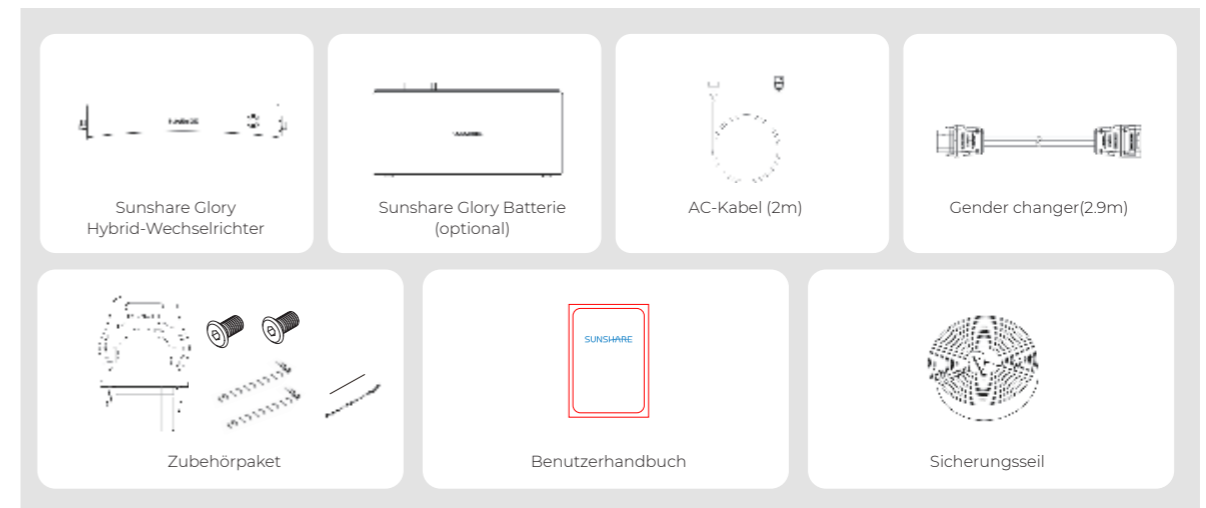 Sunshare Glory
Hybrid-Wechselrichter
Sunshare Glory Batterie
(optional)
AC-Kabel (2m)
Gender changer(2.9m)
SUNSHARE
Zubehörpaket
Benutzerhandbuch
Sicherungsseil